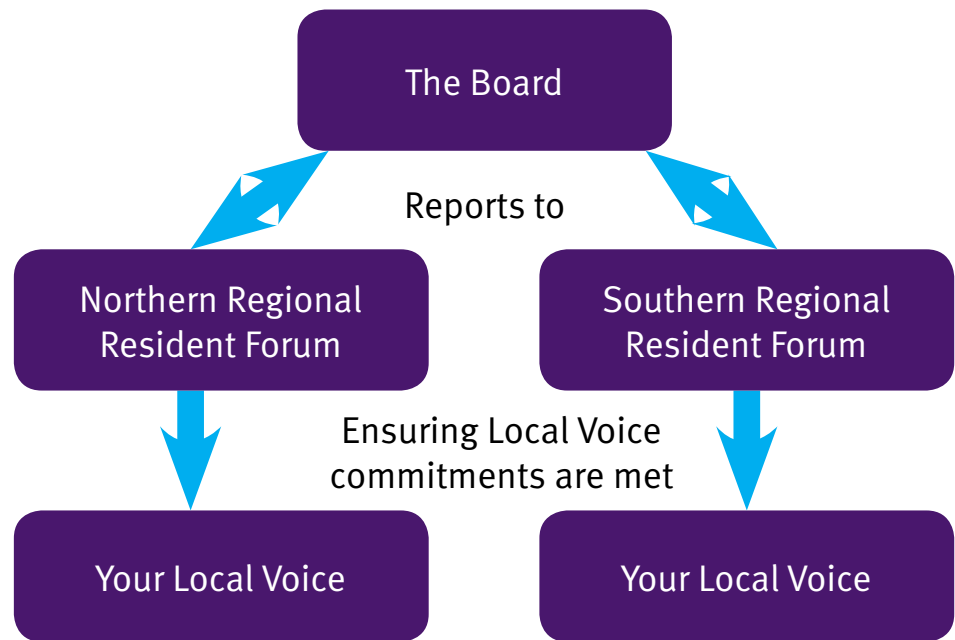 The Board
Reports to
Northern Regional
Resident Forum
Southern Regional
Resident Forum
Ensuring Local Voice
commitments are met
Your Local Voice
Your Local Voice